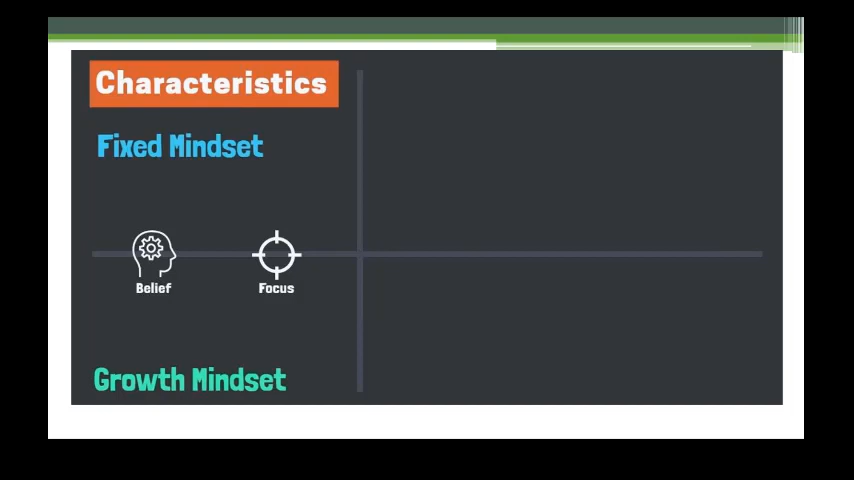 Characteristics
Fixed Mindset
Belief
Focus
Growth Mindset